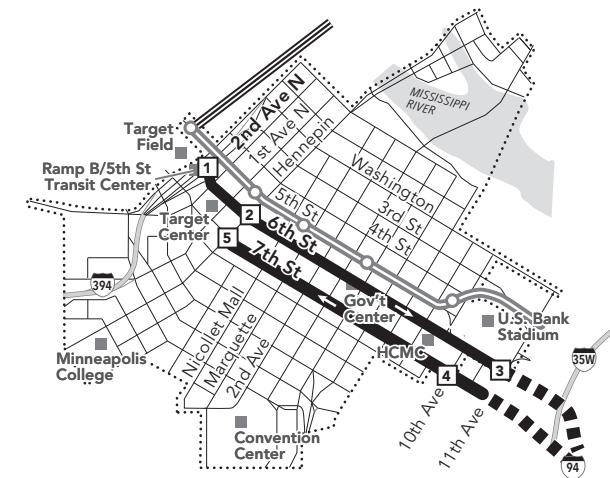 MISSISSIPPI
RIVER
2nd Ave N
1st Ave N
Hennepin
Target
Field
Ramp B/5th St
Transit Center
1
Washington
3rd St
4th St
5th St
Target
Center
2
6th St
5
7th St
394
Gov't
Center
U.S. Bank
Stadium
Nicollet Mall
Marquette
2nd Ave
HCMC
Minneapolis
College
4
3
35W
10th Ave
11th Ave
Convention
Center
94